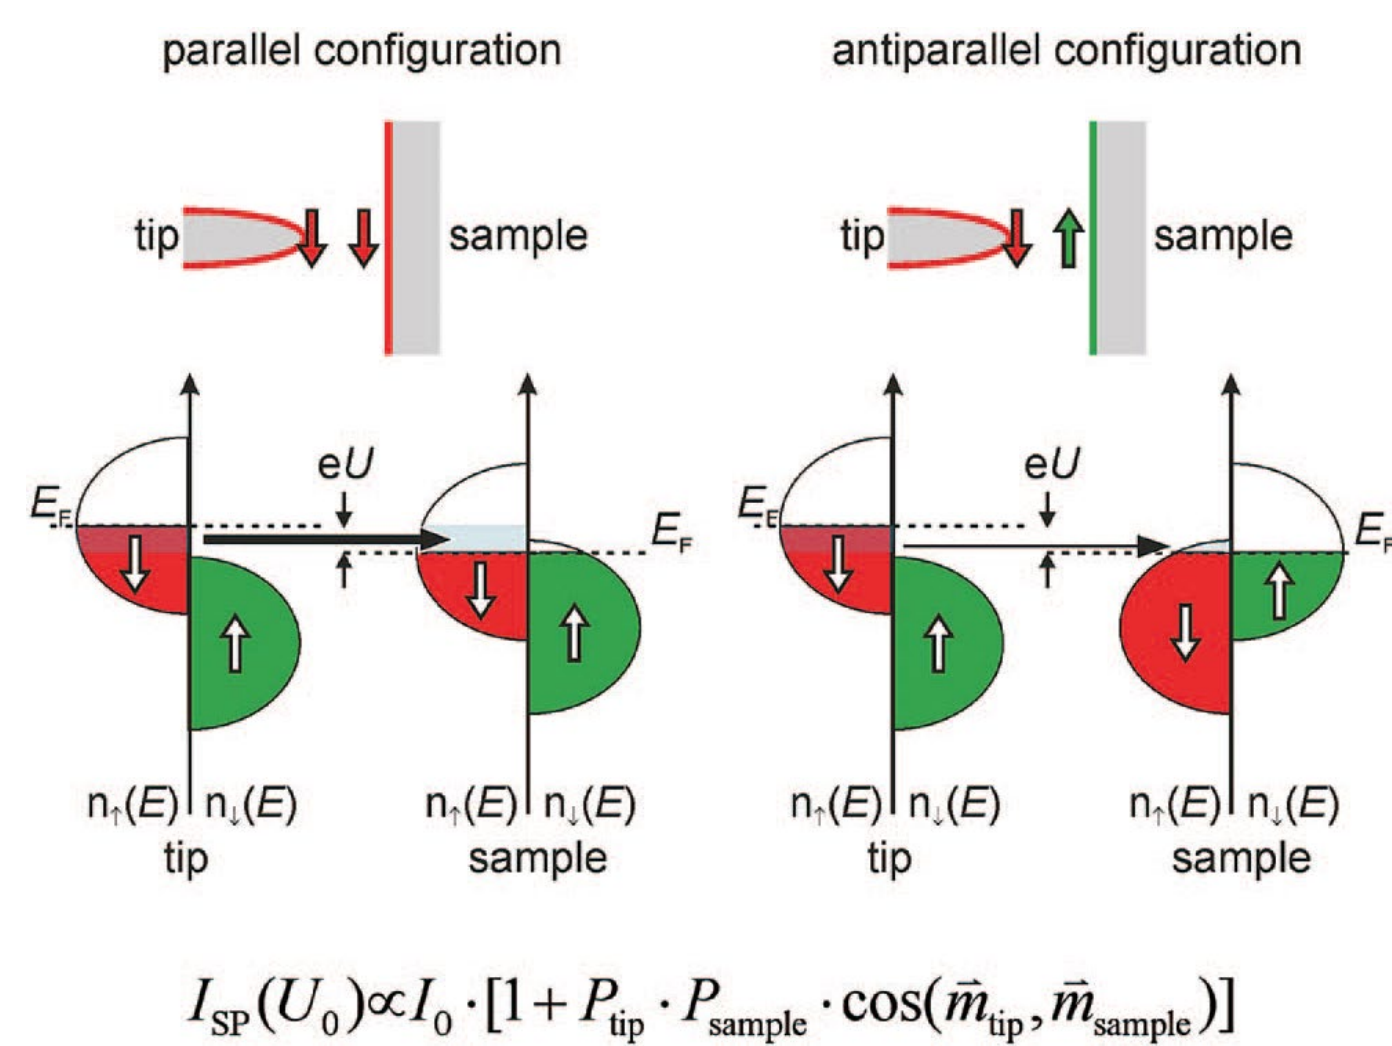 parallel configuration
antiparallel configuration
tip
sample
tip
sample
eU
E_F
E_F
eU
E_F
E_F
n↑(E) n↓(E)
n↑(E) n↓(E)
n↑(E) n↓(E)
n↑(E) n↓(E)
tip
sample
tip
sample
I_SP(U_0)∝I_0·[1+P_tip·P_sample·cos(m⃗_tip,m⃗_sample)]